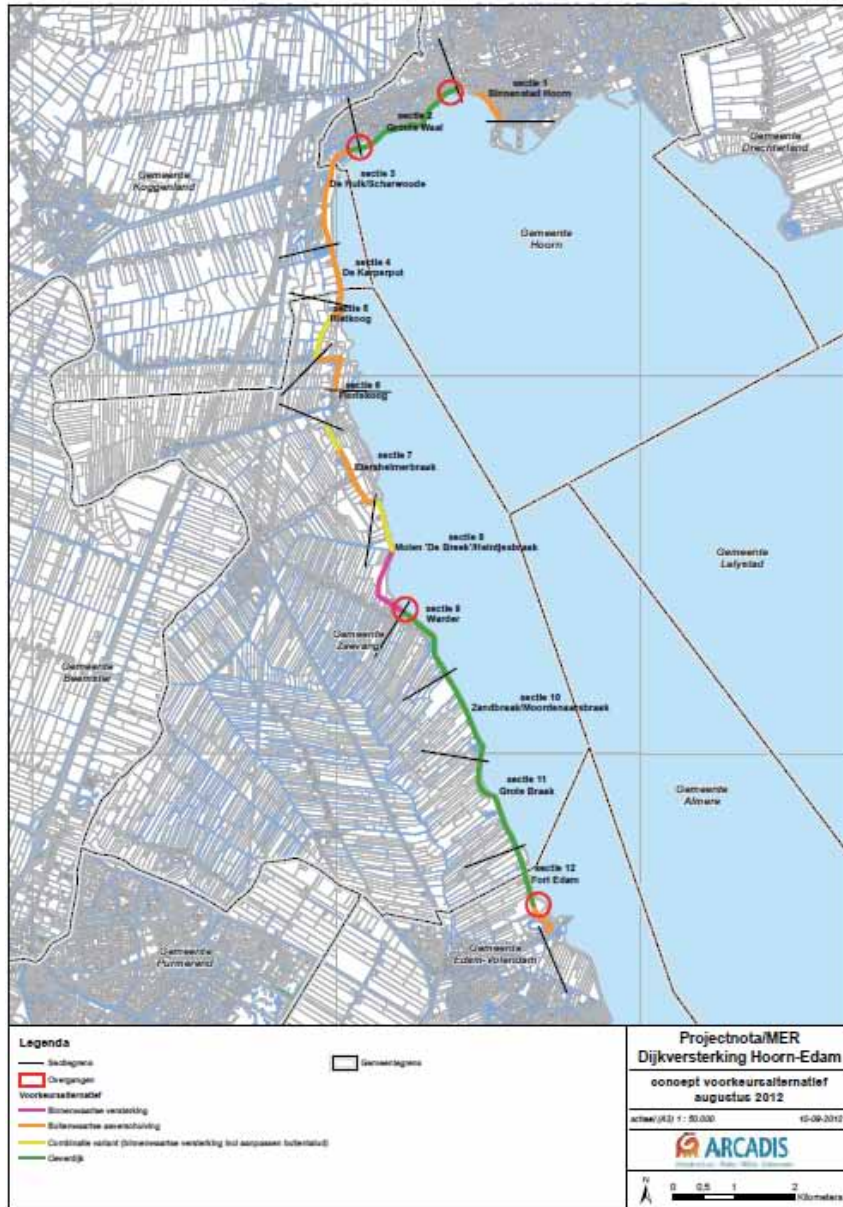 sectie 1
Binnenstad Hoorn
sectie 2
Groote Waal
Gemeente
Drechterland
Gemeente
Koggenland
sectie 3
De Hulk/Scharwoude
Gemeente
Hoorn
sectie 4
De Karperput
sectie 5
Rietkoog
sectie 6
Floriskoog
sectie 7
Etersheimerbraak
sectie 8
Molen 'De Breek'/Heintjesbraak
Gemeente
Lelystad
sectie 9
Warder
Gemeente
Zeevang
Gemeente
Beemster
sectie 10
Zandbraak/Moordenaarsbraak
sectie 11
Grote Braak
Gemeente
Almere
sectie 12
Fort Edam
Gemeente
Purmerend
Gemeente
Edam-Volendam
Legenda
Sectiegrens
Gemeentegrens
Overgangen
Voorkeursalternatief
Binnenwaartse versterking
Buitenwaartse asverschuiving
Combinatie variant (binnenwaartse versterking incl aanpassen buitentalud)
Oeverdijk
Projectnota/MER
Dijkversterking Hoorn-Edam
concept voorkeursalternatief
augustus 2012
schaal (A3) 1 : 50.000
10-09-2012
ARCADIS
N
0 0,5 1 2
Kilometers